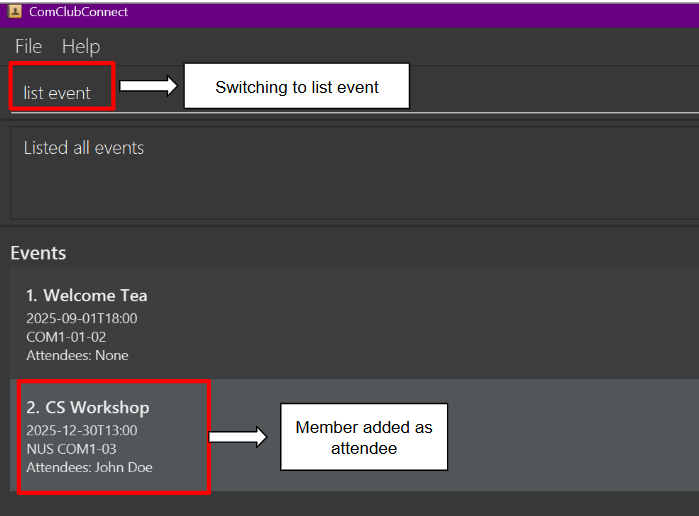 ComClubConnect
File Help
list event
Switching to list event
Listed all events
Events
1. Welcome Tea
2025-09-01T18:00
COM1-01-02
Attendees: None
2. CS Workshop
2025-12-30T13:00
NUS COM1-03
Attendees: John Doe
Member added as
attendee